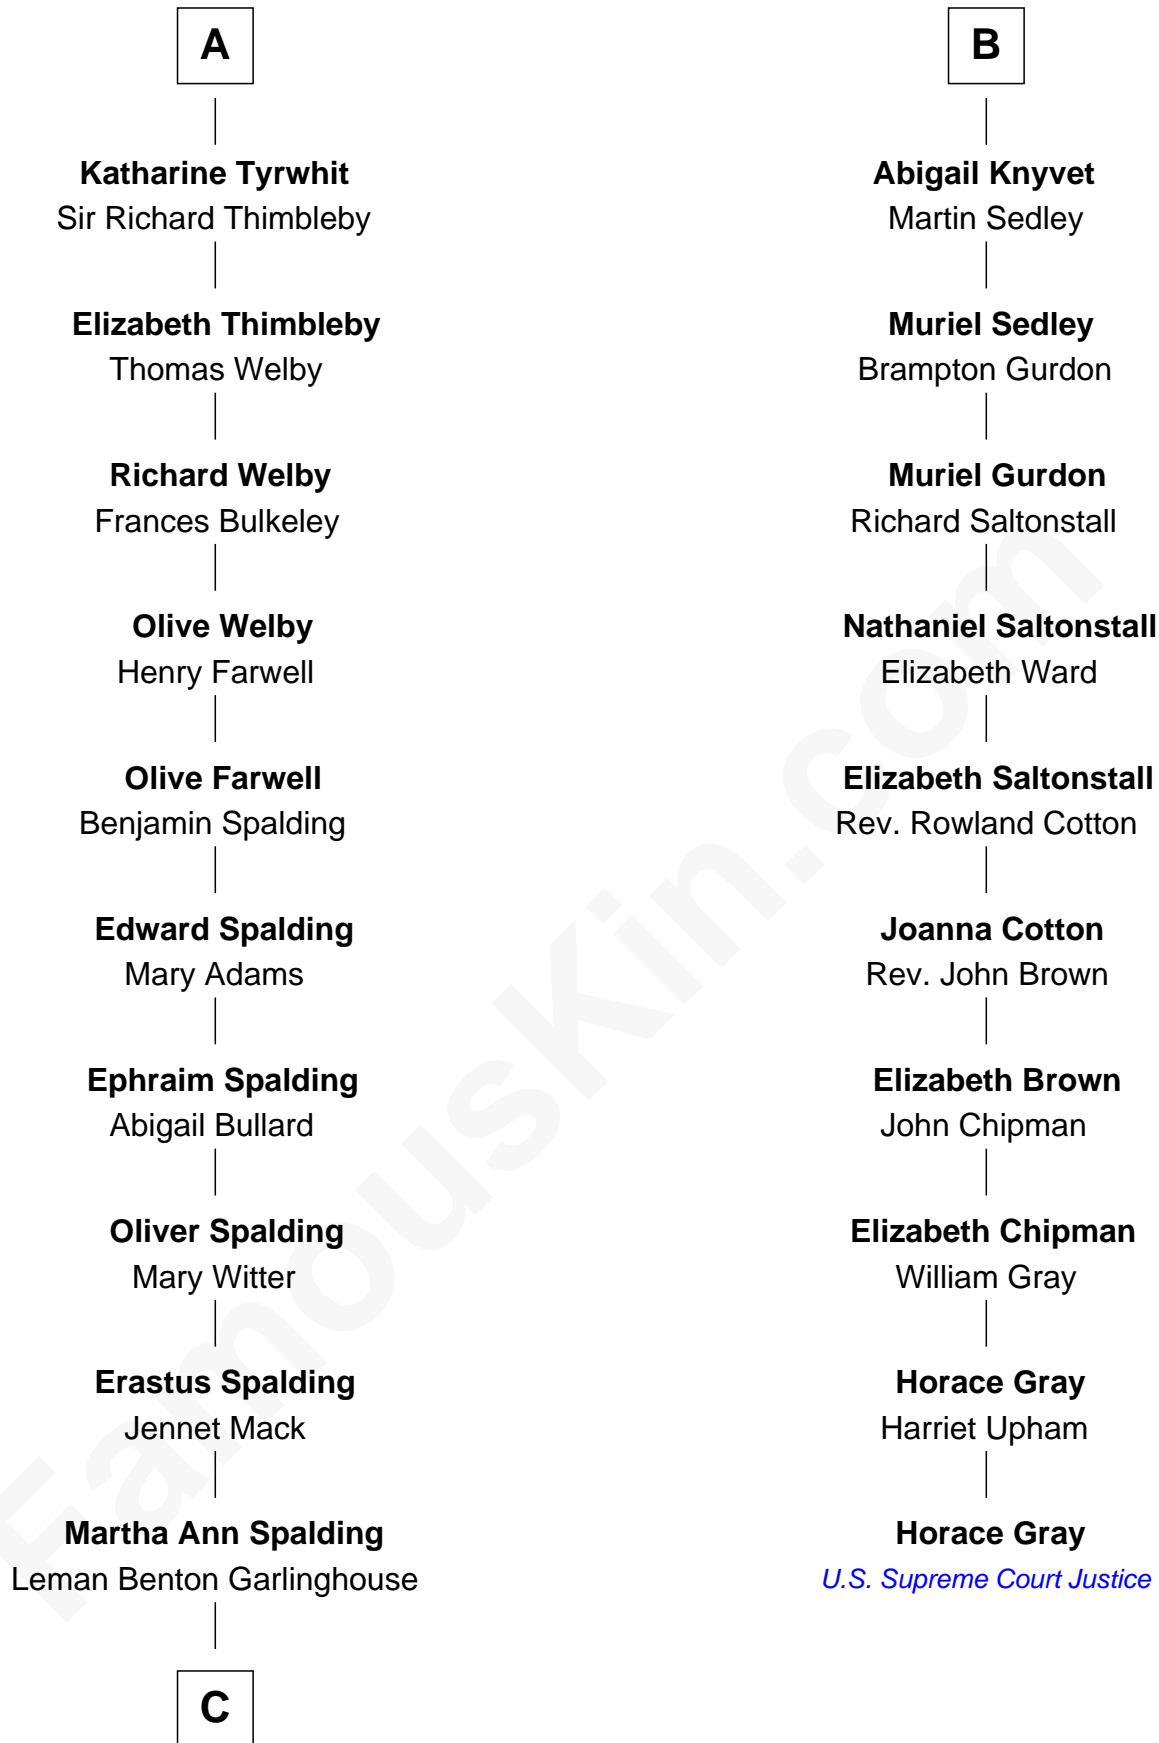 A
Katharine Tyrwhit
Sir Richard Thimbleby
Elizabeth Thimbleby
Thomas Welby
Richard Welby
Frances Bulkeley
Olive Welby
Henry Farwell
Olive Farwell
Benjamin Spalding
Edward Spalding
Mary Adams
Ephraim Spalding
Abigail Bullard
Oliver Spalding
Mary Witter
Erastus Spalding
Jennet Mack
Martha Ann Spalding
Leman Benton Garlinghouse
C
B
Abigail Knyvet
Martin Sedley
Muriel Sedley
Brampton Gurdon
Muriel Gurdon
Richard Saltonstall
Nathaniel Saltonstall
Elizabeth Ward
Elizabeth Saltonstall
Rev. Rowland Cotton
Joanna Cotton
Rev. John Brown
Elizabeth Brown
John Chipman
Elizabeth Chipman
William Gray
Horace Gray
Harriet Upham
Horace Gray
U.S. Supreme Court Justice
FamousKin.com